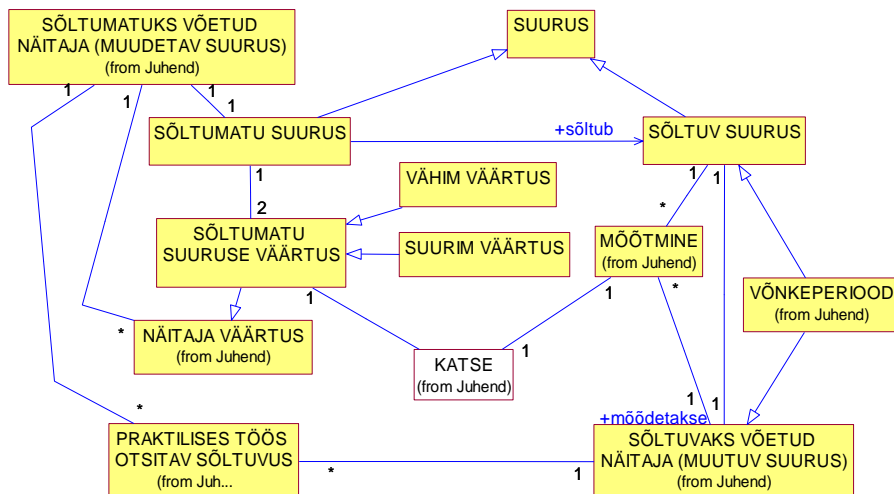 SÕLTUMATUKS VÕETUD
NÄITAJA (MUUDETAV SUURUS)
(from Juhend)
SUURUS
1
1
1
1
1
SÕLTUMATU SUURUS
+sõltub
SÕLTUV SUURUS
1
1
1
2
*
VÄHIM VÄÄRTUS
SÕLTUMATU
SUURUSE VÄÄRTUS
SUURIM VÄÄRTUS
MÕÕTMINE
(from Juhend)
1
1
*
VÕNKEPERIOOD
(from Juhend)
*
NÄITAJA VÄÄRTUS
(from Juhend)
1
KATSE
(from Juhend)
*
1
1
+mõõdetakse
PRAKTILISES TÖÖS
OTSITAV SÕLTUVUS
(from Juh...
*
1
SÕLTUVAKS VÕETUD
NÄITAJA (MUUTUV SUURUS)
(from Juhend)